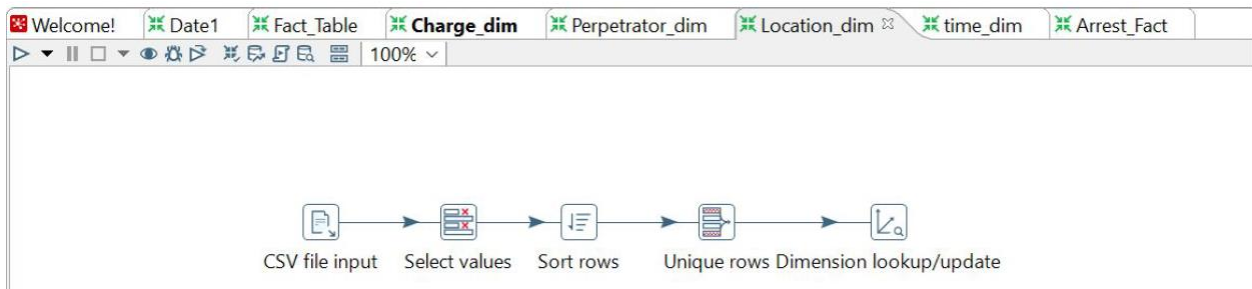 Welcome! Date1 Fact_Table Charge_dim Perpetrator_dim Location_dim time_dim Arrest_Fact
100%
CSV file input Select values Sort rows Unique rows Dimension lookup/update